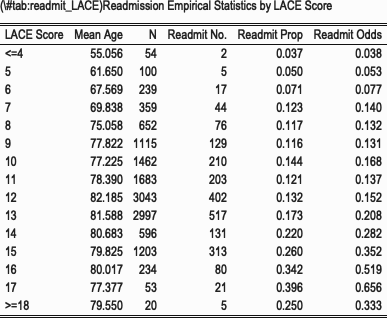 (\#tab:readmit_LACE)Readmission Empirical Statistics by LACE Score
LACE Score Mean Age N Readmit No. Readmit Prop Readmit Odds
<=4 55.056 54 2 0.037 0.038
5 61.650 100 5 0.050 0.053
6 67.569 239 17 0.071 0.077
7 69.838 359 44 0.123 0.140
8 75.058 652 76 0.117 0.132
9 77.822 1115 129 0.116 0.131
10 77.225 1462 210 0.144 0.168
11 78.390 1683 203 0.121 0.137
12 82.185 3043 402 0.132 0.152
13 81.588 2997 517 0.173 0.208
14 80.683 596 131 0.220 0.282
15 79.825 1203 313 0.260 0.352
16 80.017 234 80 0.342 0.519
17 77.377 53 21 0.396 0.656
>=18 79.550 20 5 0.250 0.333